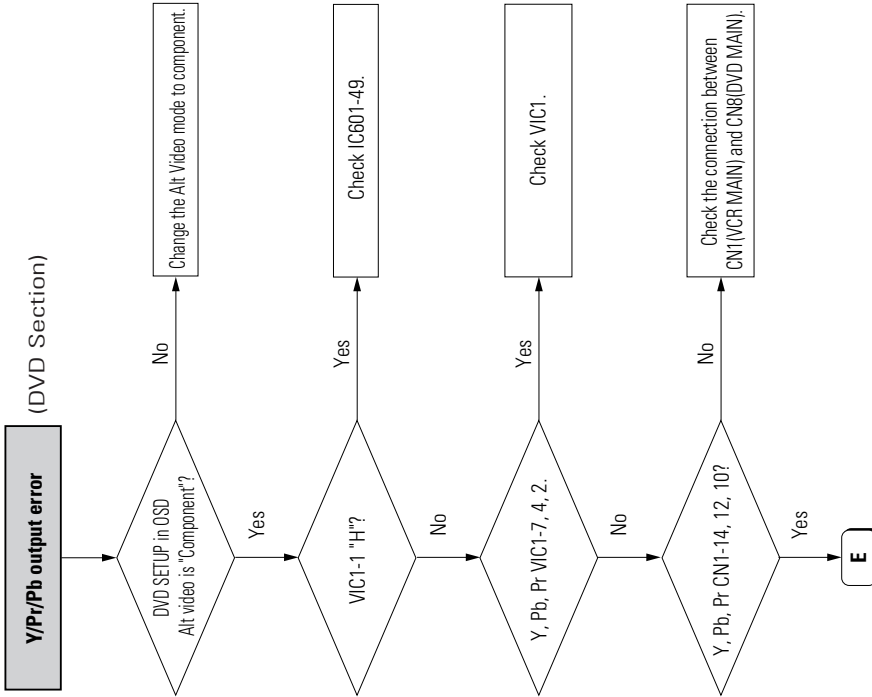 (DVD Section)
Y/Pr/Pb output error
DVD SETUP in OSD
Alt video is "Component"?
No
Change the Alt Video mode to component.
Yes
VIC1-1 "H"?
Yes
Check IC601-49.
No
Y, Pb, Pr VIC1-7, 4, 2.
Yes
Check VIC1.
No
Y, Pb, Pr CN1-14, 12, 10?
No
Check the connection between
CN1(VCR MAIN) and CN8(DVD MAIN).
Yes
E